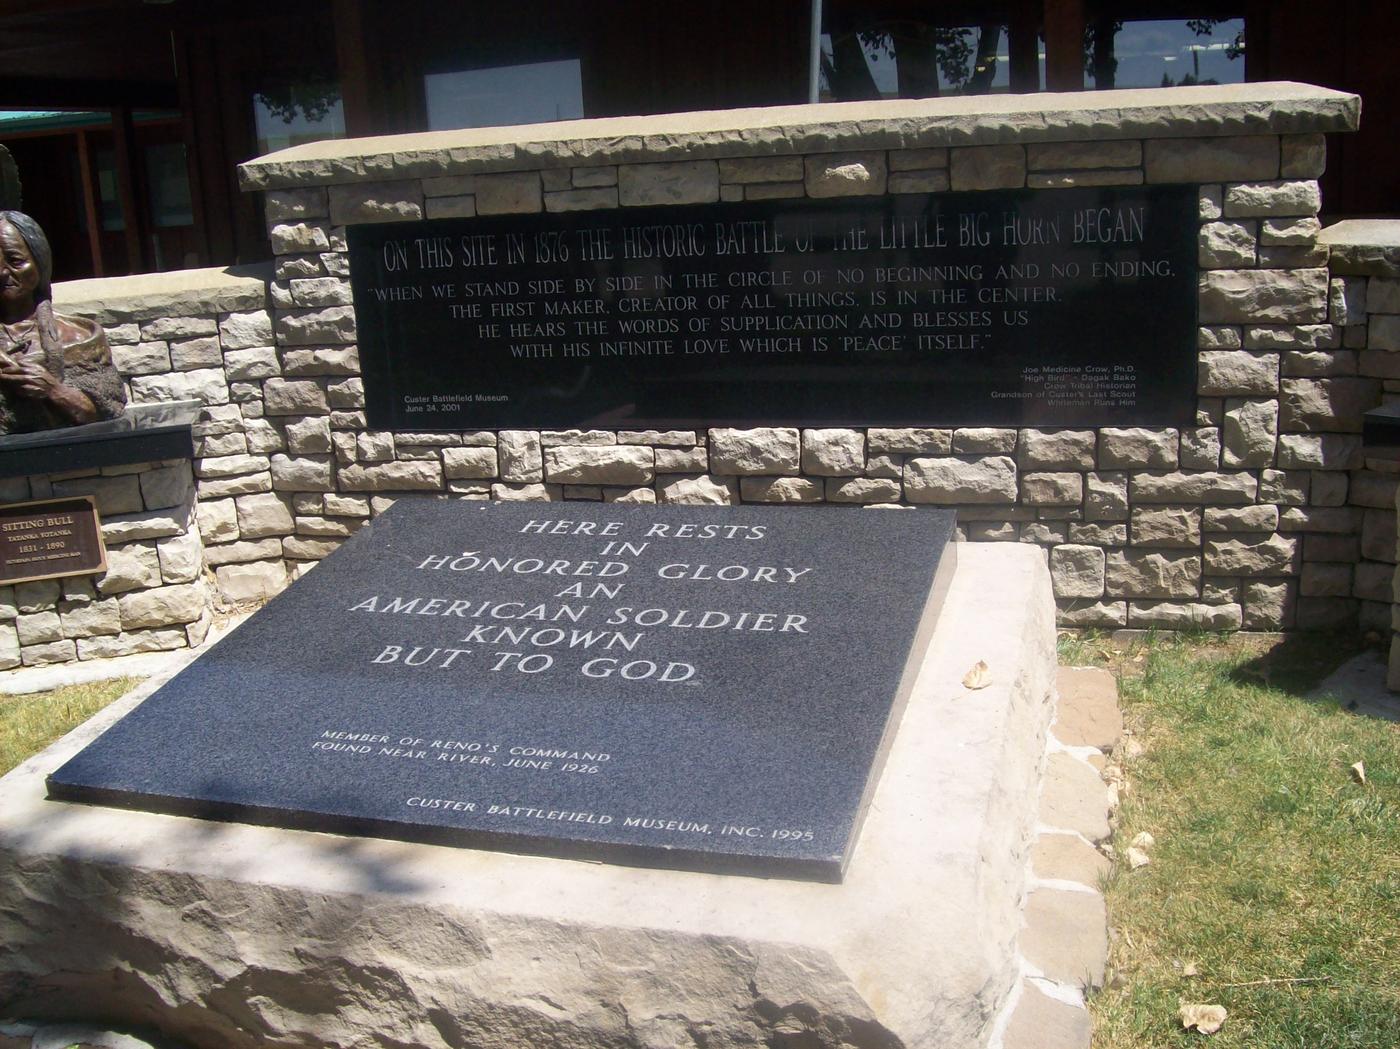 ON THIS SITE IN 1876 THE HISTORIC BATTLE OF THE LITTLE BIG HORN BEGAN
"WHEN WE STAND SIDE BY SIDE IN THE CIRCLE OF NO BEGINNING AND NO ENDING.
THE FIRST MAKER, CREATOR OF ALL THINGS, IS IN THE CENTER.
HE HEARS THE WORDS OF SUPPLICATION AND BLESSES US
WITH HIS INFINITE LOVE WHICH IS 'PEACE' ITSELF."
Joe Medicine Crow, Ph.D.
"High Bird" - Dagak Bako
Crow Tribal Historian
Grandson of Custer's Last Scout
Whiteman Runs Him
Custer Battlefield Museum
June 24, 2001
SITTING BULL
TATANKA YOTANKA
1831 - 1890
HERE RESTS
IN
HONORED GLORY
AN
AMERICAN SOLDIER
KNOWN
BUT TO GOD
MEMBER OF RENO'S COMMAND
FOUND NEAR RIVER, JUNE 1926
CUSTER BATTLEFIELD MUSEUM, INC. 1995